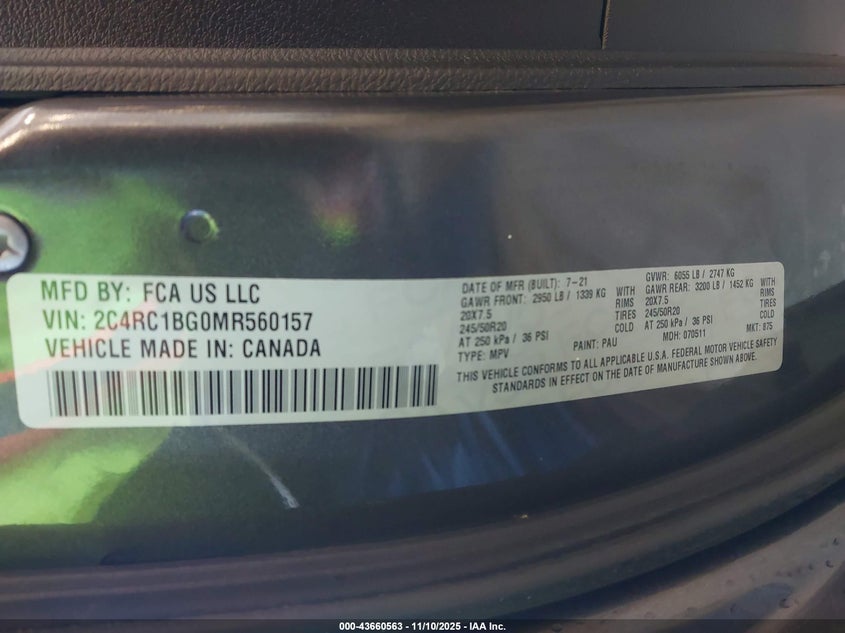 MFD BY: FCA US LLC
VIN: 2C4RC1BG0MR560157
VEHICLE MADE IN: CANADA
DATE OF MFR (BUILT): 7-21
GVWR: 6055 LB / 2747 KG
GAWR FRONT: 2950 LB / 1339 KG WITH
GAWR REAR: 3200 LB / 1452 KG WITH
20X7.5 RIMS
20X7.5 RIMS
245/50R20 TIRES
245/50R20 TIRES
AT 250 kPa / 36 PSI COLD
AT 250 kPa / 36 PSI COLD
TYPE: MPV PAINT: PAU MDH: 070511 MKT: 875
THIS VEHICLE CONFORMS TO ALL APPLICABLE U.S.A. FEDERAL MOTOR VEHICLE SAFETY
STANDARDS IN EFFECT ON THE DATE OF MANUFACTURE SHOWN ABOVE.
000-43660563 - 11/10/2025 - IAA Inc.